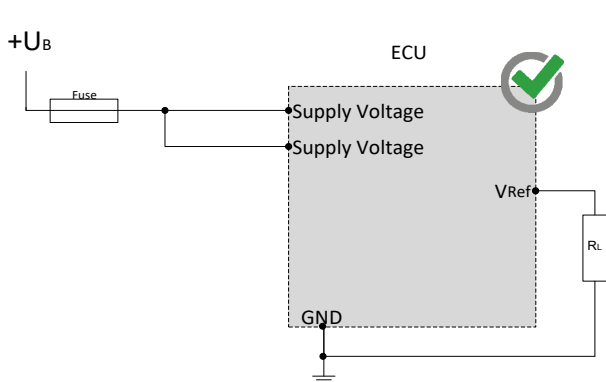 +UB
ECU
Fuse
Supply Voltage
Supply Voltage
VRef
RL
GND